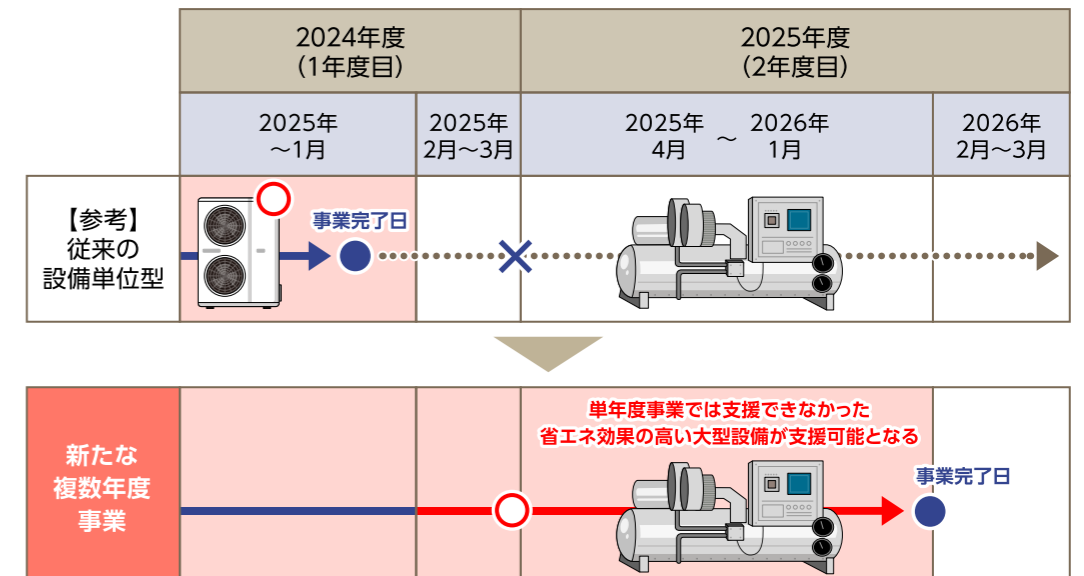 2024年度
（1年度目）
2025年度
（2年度目）
2025年
～1月
2025年
2月～3月
2025年
4月
～
2026年
1月
2026年
2月～3月
【参考】
従来の
設備単位型
事業完了日
新たな
複数年度
事業
単年度事業では支援できなかった
省エネ効果の高い大型設備が支援可能となる
事業完了日